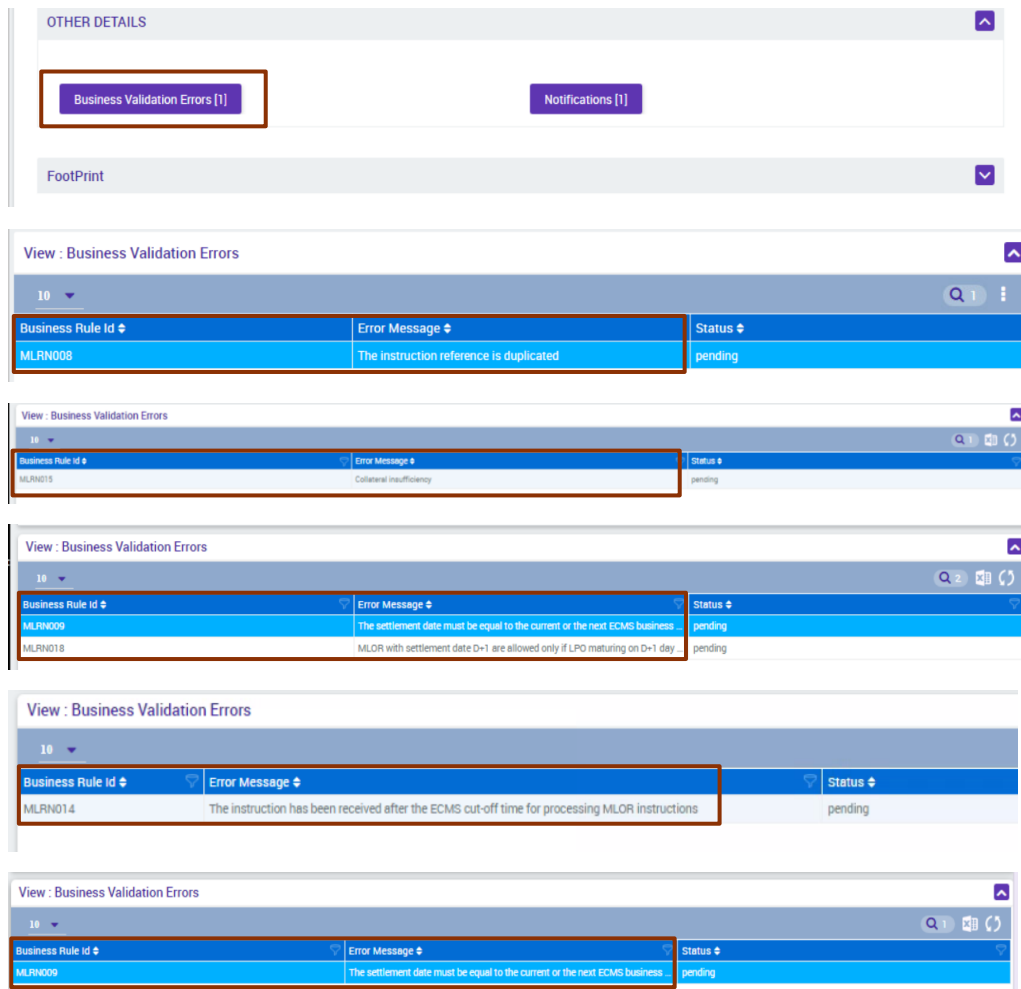 OTHER DETAILS
Business Validation Errors [1] Notifications [1]
FootPrint
View : Business Validation Errors
10 1
Business Rule Id Error Message Status
MLRN008 The instruction reference is duplicated pending
View : Business Validation Errors
10 1
Business Rule Id Error Message Status
MLRN015 Collateral insufficiency pending
View : Business Validation Errors
10 2
Business Rule Id Error Message Status
MLRN009 The settlement date must be equal to the current or the next ECMS business ... pending
MLRN018 MLOR with settlement date D+1 are allowed only if LPO maturing on D+1 day ... pending
View : Business Validation Errors
10
Business Rule Id Error Message Status
MLRN014 The instruction has been received after the ECMS cut-off time for processing MLOR instructions pending
View : Business Validation Errors
10 1
Business Rule Id Error Message Status
MLRN009 The settlement date must be equal to the current or the next ECMS business ... pending